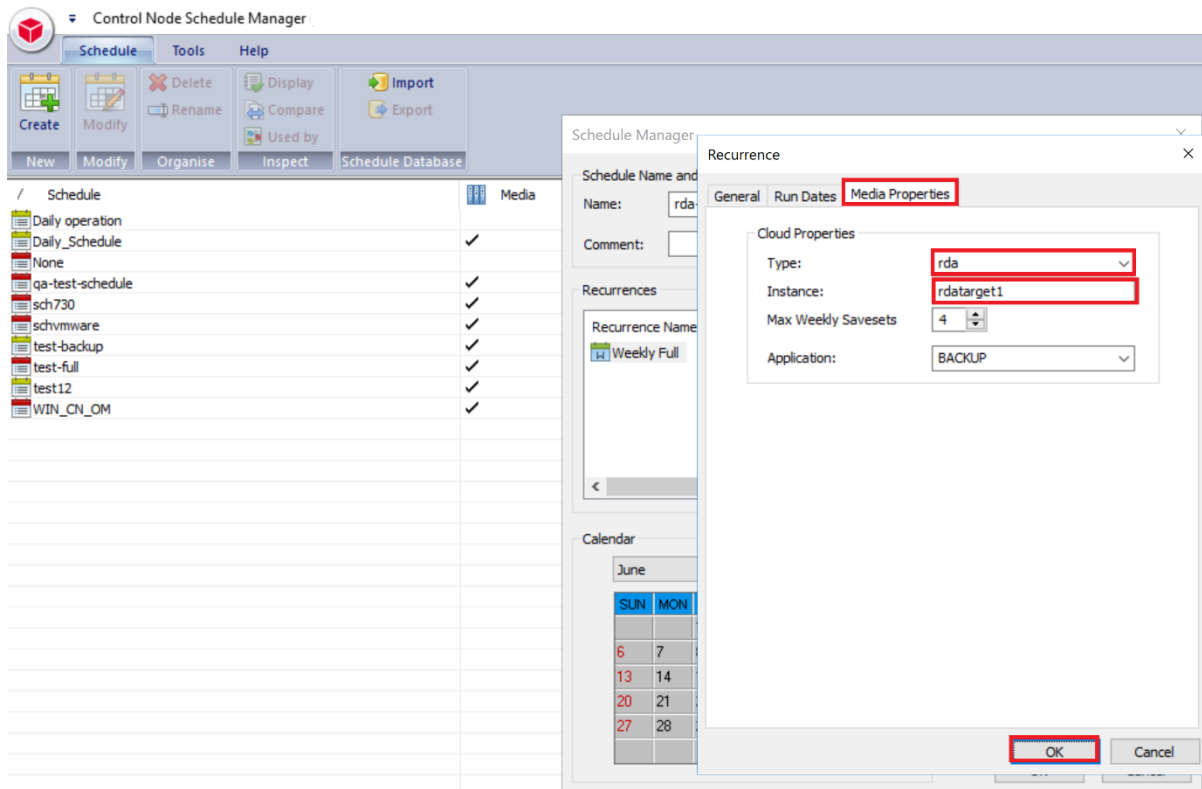 Control Node Schedule Manager
Schedule Tools Help
Create
Modify
Delete
Rename
Display
Compare
Used by
Import
Export
New Modify Organise Inspect Schedule Database
/ Schedule Media
Daily operation
Daily_Schedule
None
qa-test-schedule
sch730
schvmware
test-backup
test-full
test12
WIN_CN_OM
Schedule Manager
Schedule Name and
Name: rda-
Comment:
Recurrences
Recurrence Name
Weekly Full
Calendar
June
SUN MON
6 7
13 14
20 21
27 28
Recurrence
General Run Dates Media Properties
Cloud Properties
Type: rda
Instance: rdatarget1
Max Weekly Savesets 4
Application: BACKUP
OK Cancel